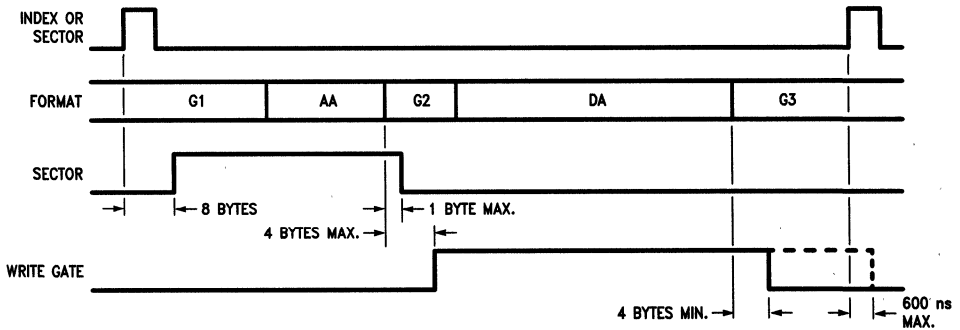 INDEX OR
SECTOR
FORMAT G1 AA G2 DA G3
SECTOR
8 BYTES 1 BYTE MAX.
4 BYTES MAX.
WRITE GATE
4 BYTES MIN. 600 ns
MAX.